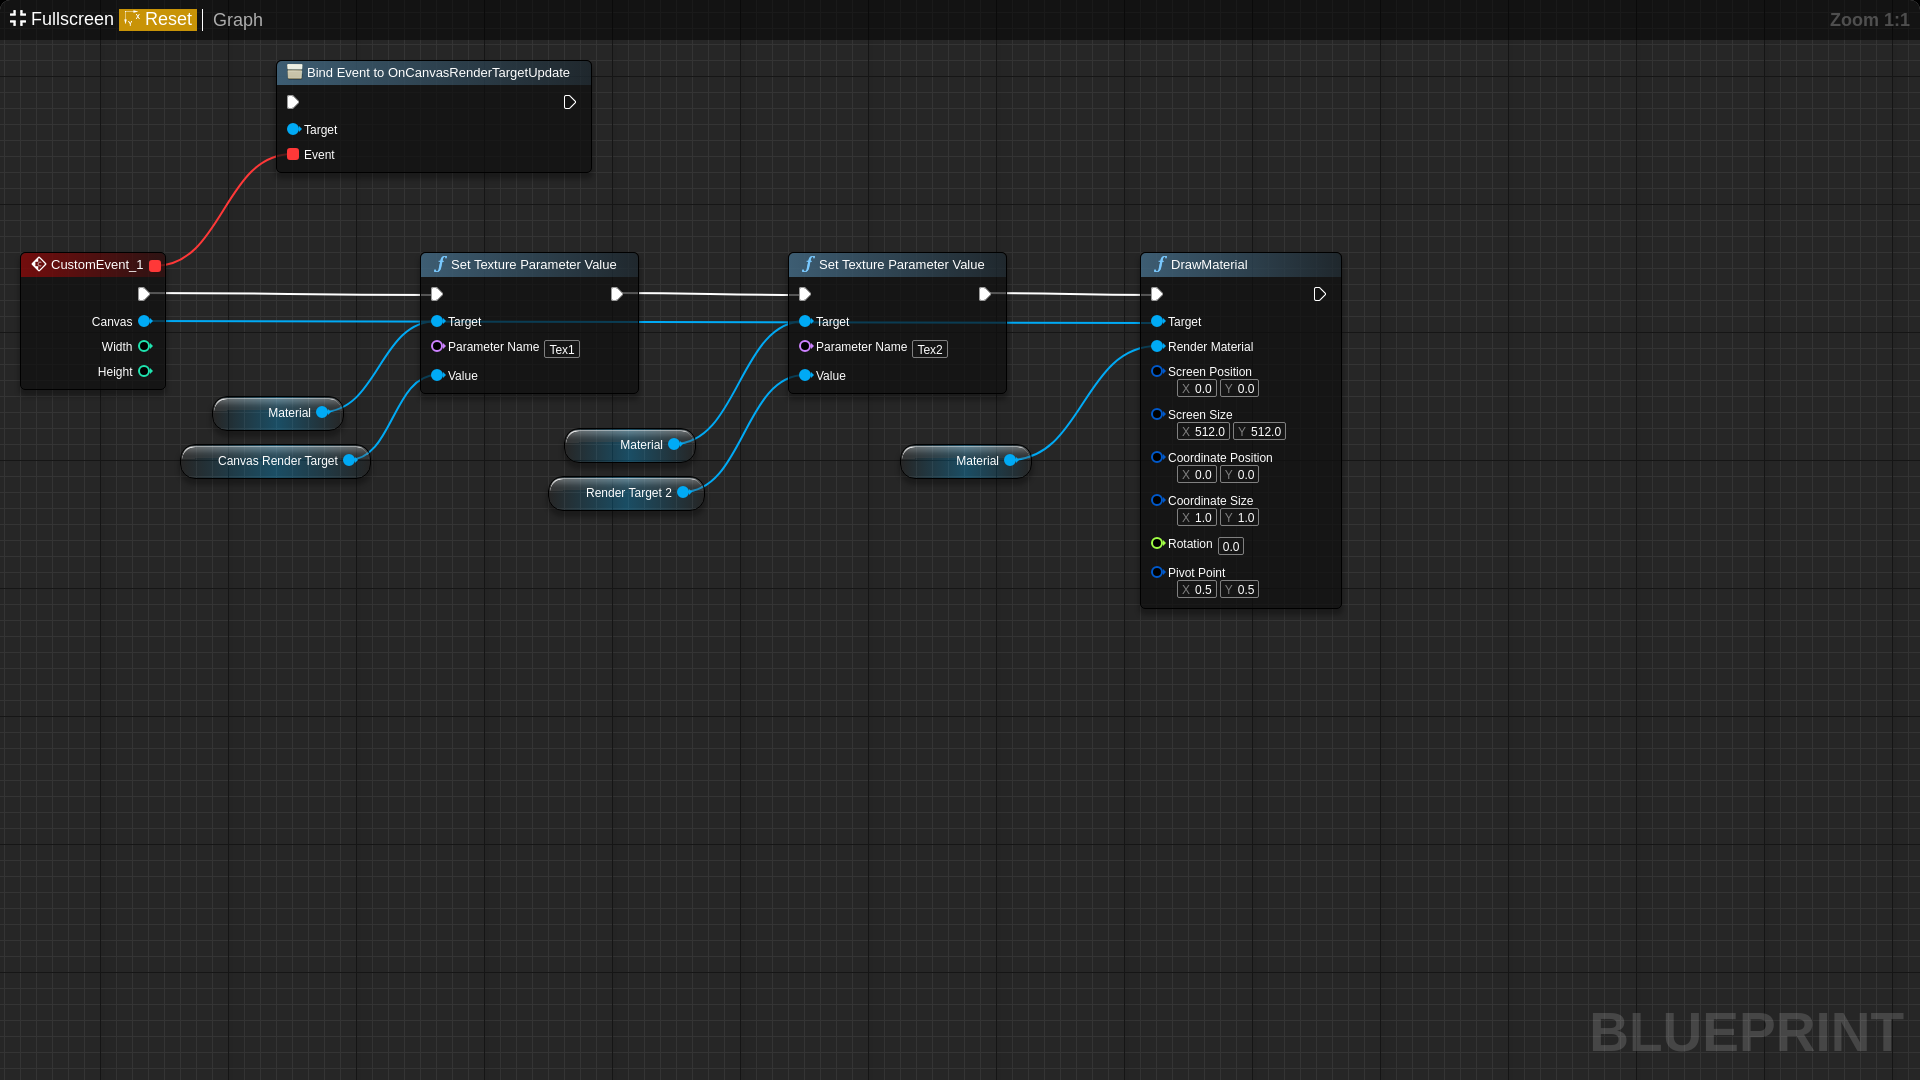 Fullscreen Reset Graph Zoom 1:1
Bind Event to OnCanvasRenderTargetUpdate
Target
Event
CustomEvent_1
Canvas
Width
Height
Material
Canvas Render Target
Set Texture Parameter Value
Target
Parameter Name Tex1
Value
Material
Render Target 2
Set Texture Parameter Value
Target
Parameter Name Tex2
Value
Material
DrawMaterial
Target
Render Material
Screen Position
X 0.0 Y 0.0
Screen Size
X 512.0 Y 512.0
Coordinate Position
X 0.0 Y 0.0
Coordinate Size
X 1.0 Y 1.0
Rotation 0.0
Pivot Point
X 0.5 Y 0.5
BLUEPRINT